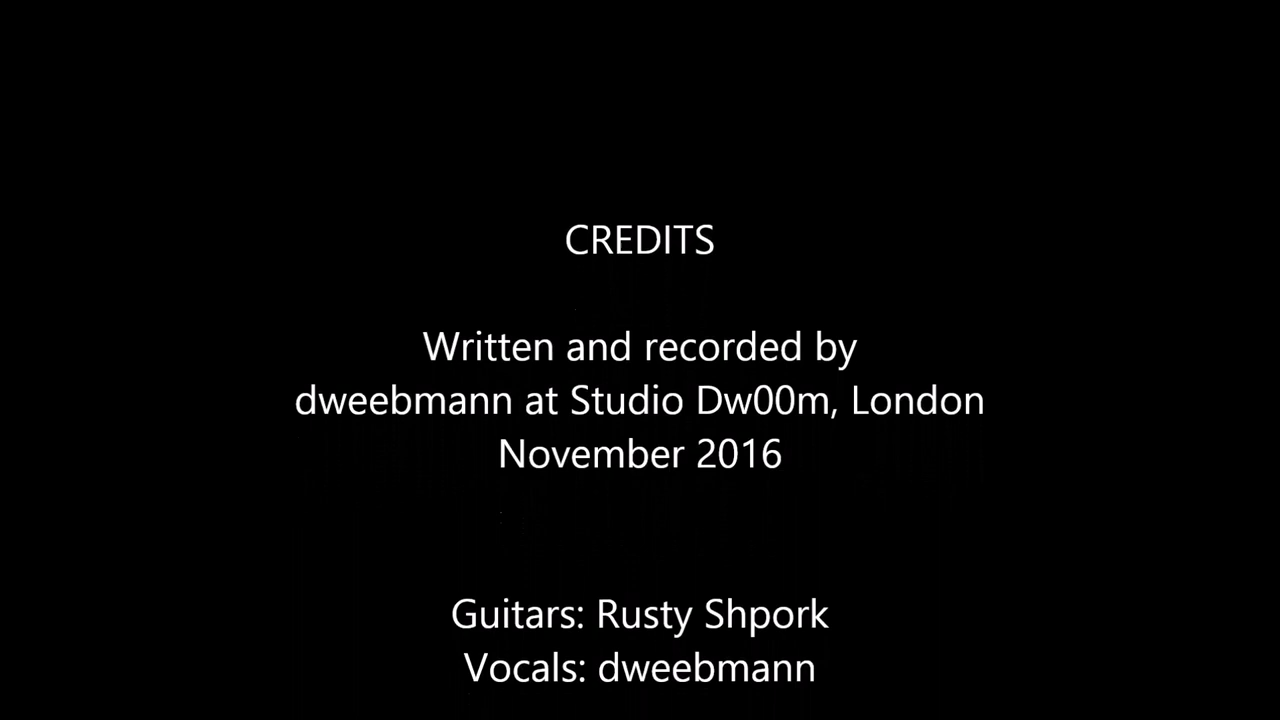 CREDITS
Written and recorded by
dweebmann at Studio Dw00m, London
November 2016
Guitars: Rusty Shpork
Vocals: dweebmann